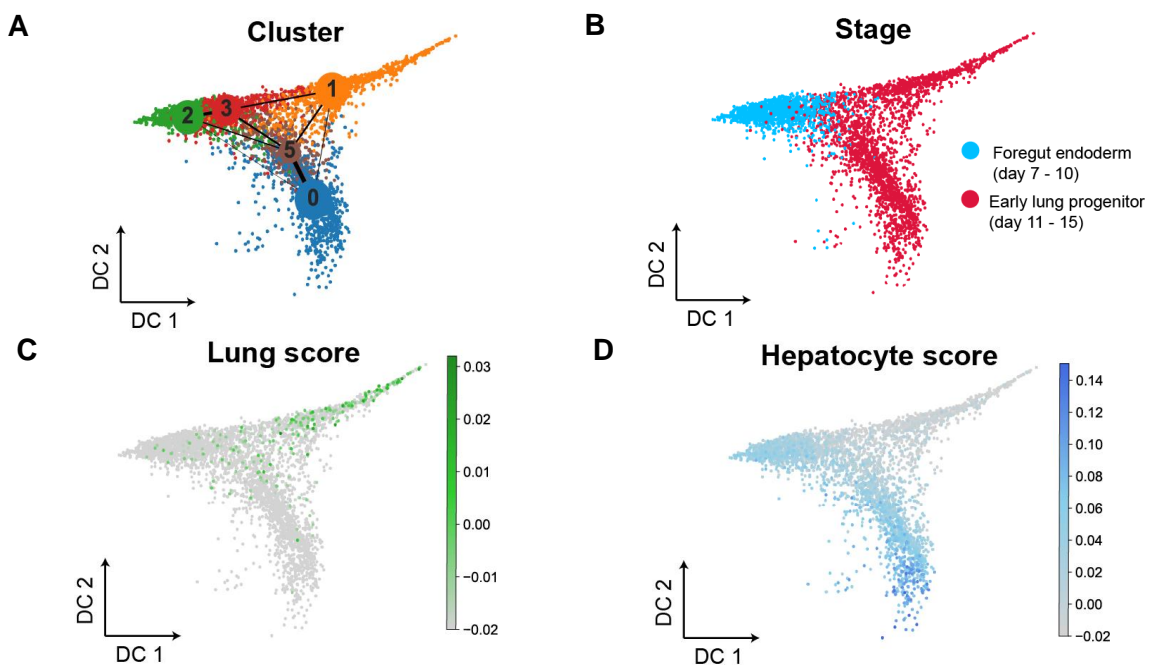 A
Cluster
2
3
1
5
0
DC 2
DC 1
B
Stage
Foregut endoderm
(day 7 - 10)
Early lung progenitor
(day 11 - 15)
DC 2
DC 1
C
Lung score
0.03
0.02
0.01
0.00
−0.01
−0.02
DC 2
DC 1
D
Hepatocyte score
0.14
0.12
0.10
0.08
0.06
0.04
0.02
0.00
−0.02
DC 2
DC 1